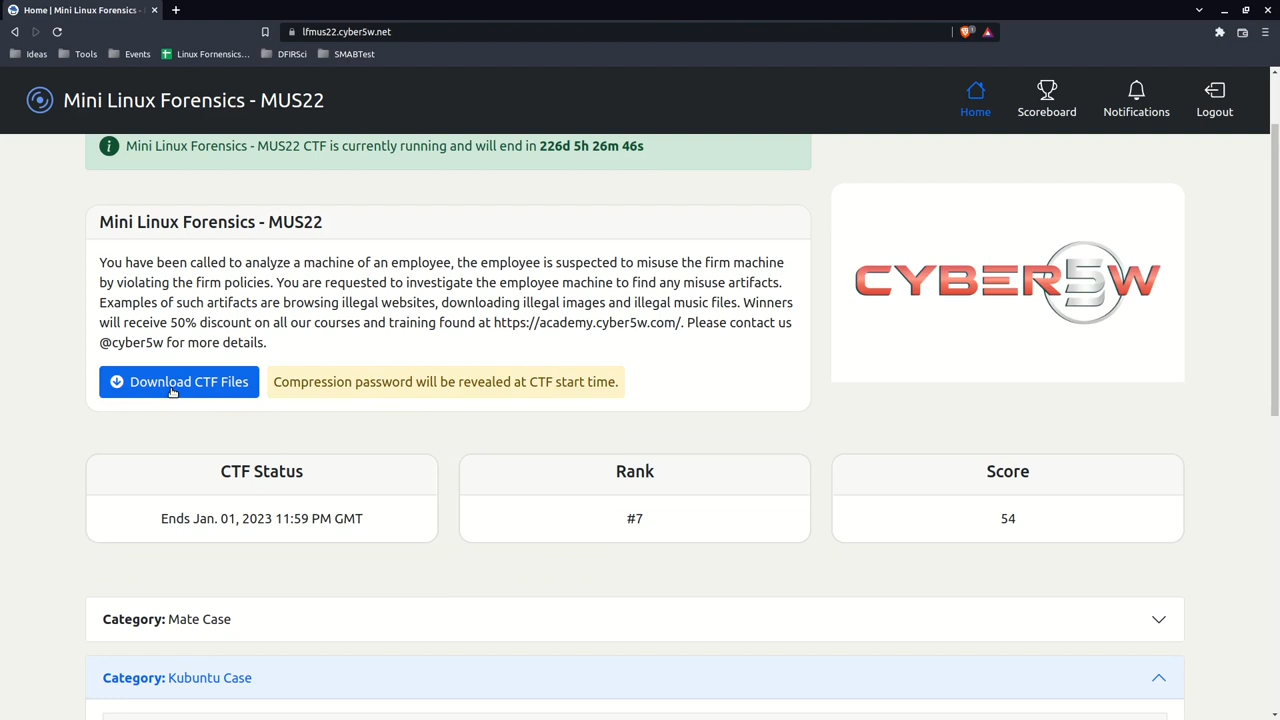 Home | Mini Linux Forensics -
lfmus22.cyber5w.net
Ideas
Tools
Events
Linux Fornensics...
DFIRSci
SMABTest
Mini Linux Forensics - MUS22
Home
Scoreboard
Notifications
Logout
Mini Linux Forensics - MUS22 CTF is currently running and will end in 226d 5h 26m 46s
Mini Linux Forensics - MUS22
You have been called to analyze a machine of an employee, the employee is suspected to misuse the firm machine
by violating the firm policies. You are requested to investigate the employee machine to find any misuse artifacts.
Examples of such artifacts are browsing illegal websites, downloading illegal images and illegal music files. Winners
will receive 50% discount on all our courses and training found at https://academy.cyber5w.com/. Please contact us
@cyber5w for more details.
Download CTF Files
Compression password will be revealed at CTF start time.
CYBER5W
CTF Status
Ends Jan. 01, 2023 11:59 PM GMT
Rank
#7
Score
54
Category: Mate Case
Category: Kubuntu Case